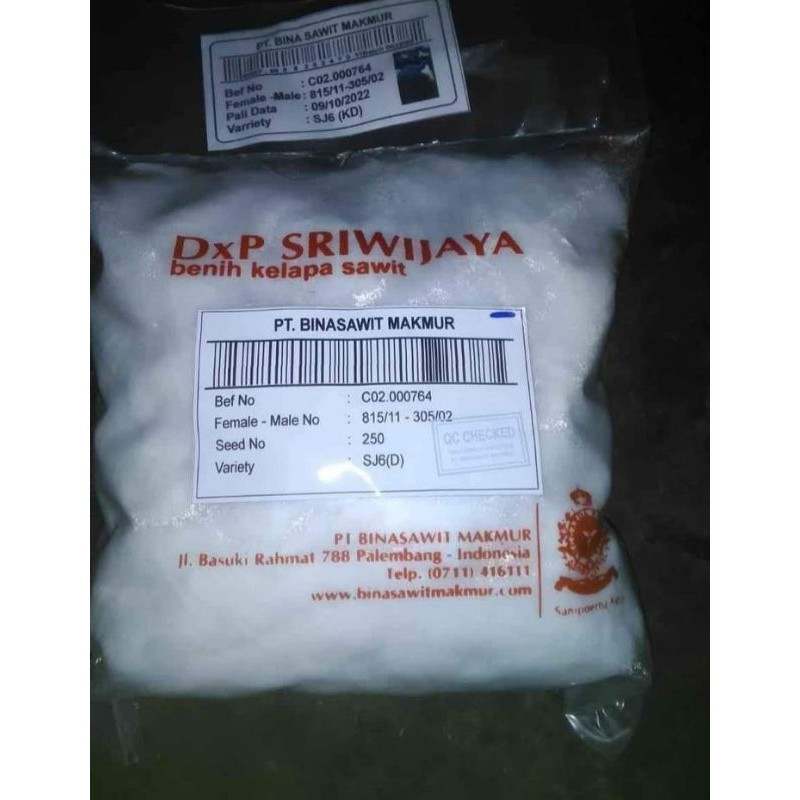 PT. BINA SAWIT MAKMUR
Bef No : C02.000764
Female -Male : 815/11-305/02
Pali Data : 09/10/2022
Varriety : SJ6 (KD)
DxP SRIWIJAYA
benih kelapa sawit
PT. BINASAWIT MAKMUR
Bef No : C02.000764
Female - Male No : 815/11 - 305/02
Seed No : 250
Variety : SJ6(D)
QC CHECKED
PT BINASAWIT MAKMUR
Jl. Basuki Rahmat 788 Palembang - Indonesia
Telp. (0711) 416111
www.binasawitmakmur.com
Sampoerna